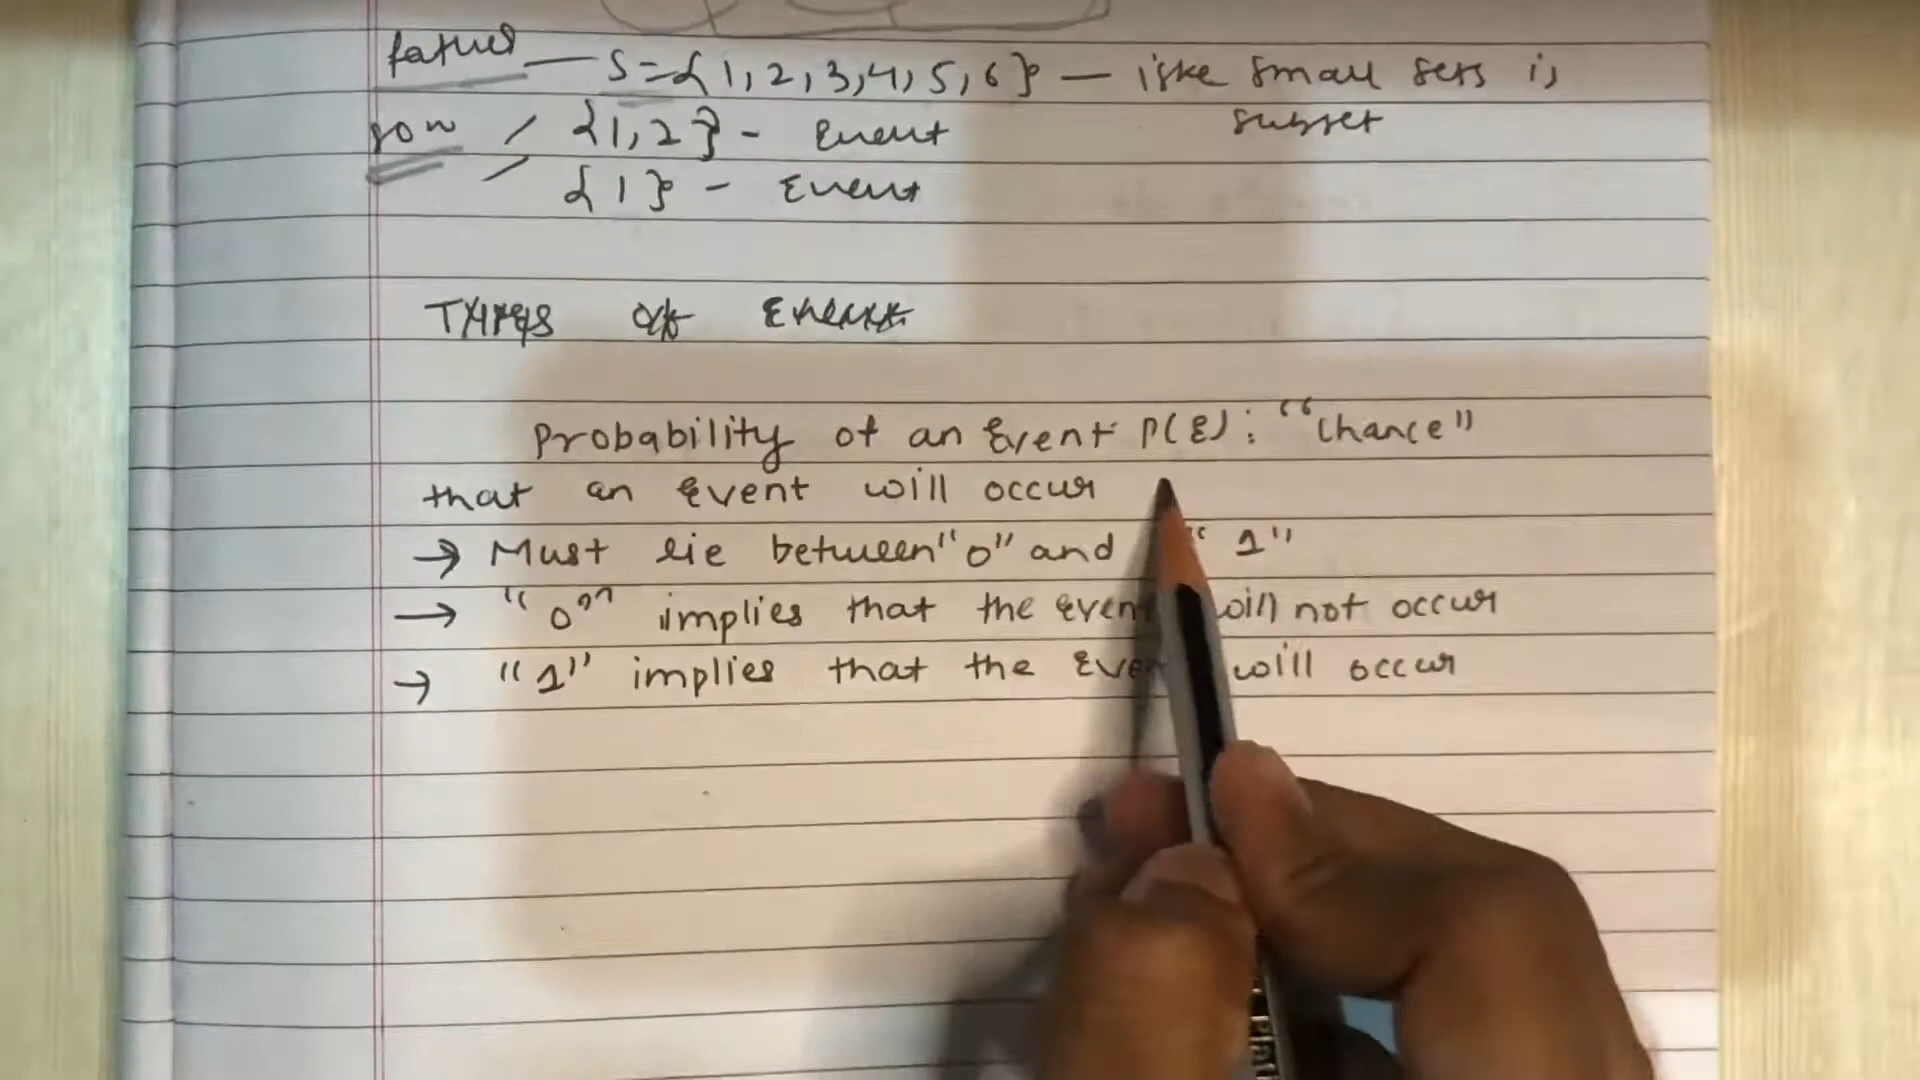 father — S={1,2,3,4,5,6} — iske small sets is
subset
son / {1,2} - Event
/ {1} - Event
TYPES OF EVENT
Probability of an Event P(E): "Chance"
that an Event will occur
→ Must lie between "0" and "1"
→ "0" implies that the Event will not occur
→ "1" implies that the Event will occur